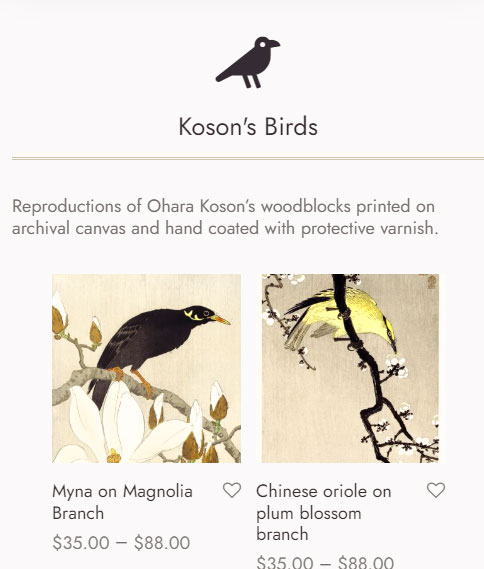 Koson's Birds
Reproductions of Ohara Koson's woodblocks printed on
archival canvas and hand coated with protective varnish.
Myna on Magnolia
Branch
$35.00 – $88.00
Chinese oriole on
plum blossom
branch
$35.00 – $88.00